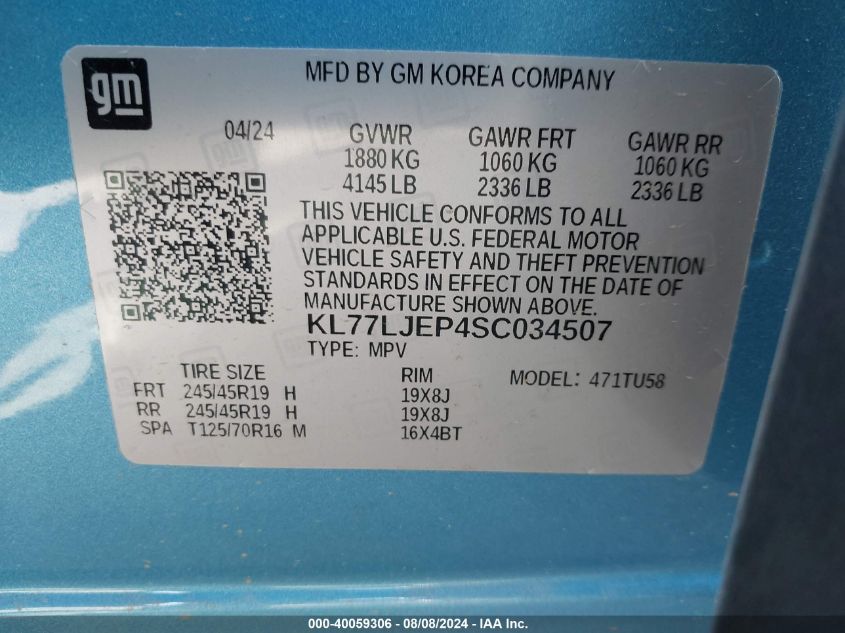 gm
MFD BY GM KOREA COMPANY
04/24 GVWR GAWR FRT GAWR RR
1880 KG 1060 KG 1060 KG
4145 LB 2336 LB 2336 LB
THIS VEHICLE CONFORMS TO ALL
APPLICABLE U.S. FEDERAL MOTOR
VEHICLE SAFETY AND THEFT PREVENTION
STANDARDS IN EFFECT ON THE DATE OF
MANUFACTURE SHOWN ABOVE.
KL77LJEP4SC034507
TYPE: MPV
TIRE SIZE RIM MODEL: 471TU58
FRT 245/45R19 H 19X8J
RR 245/45R19 H 19X8J
SPA T125/70R16 M 16X4BT
000-40059306 - 08/08/2024 - IAA Inc.